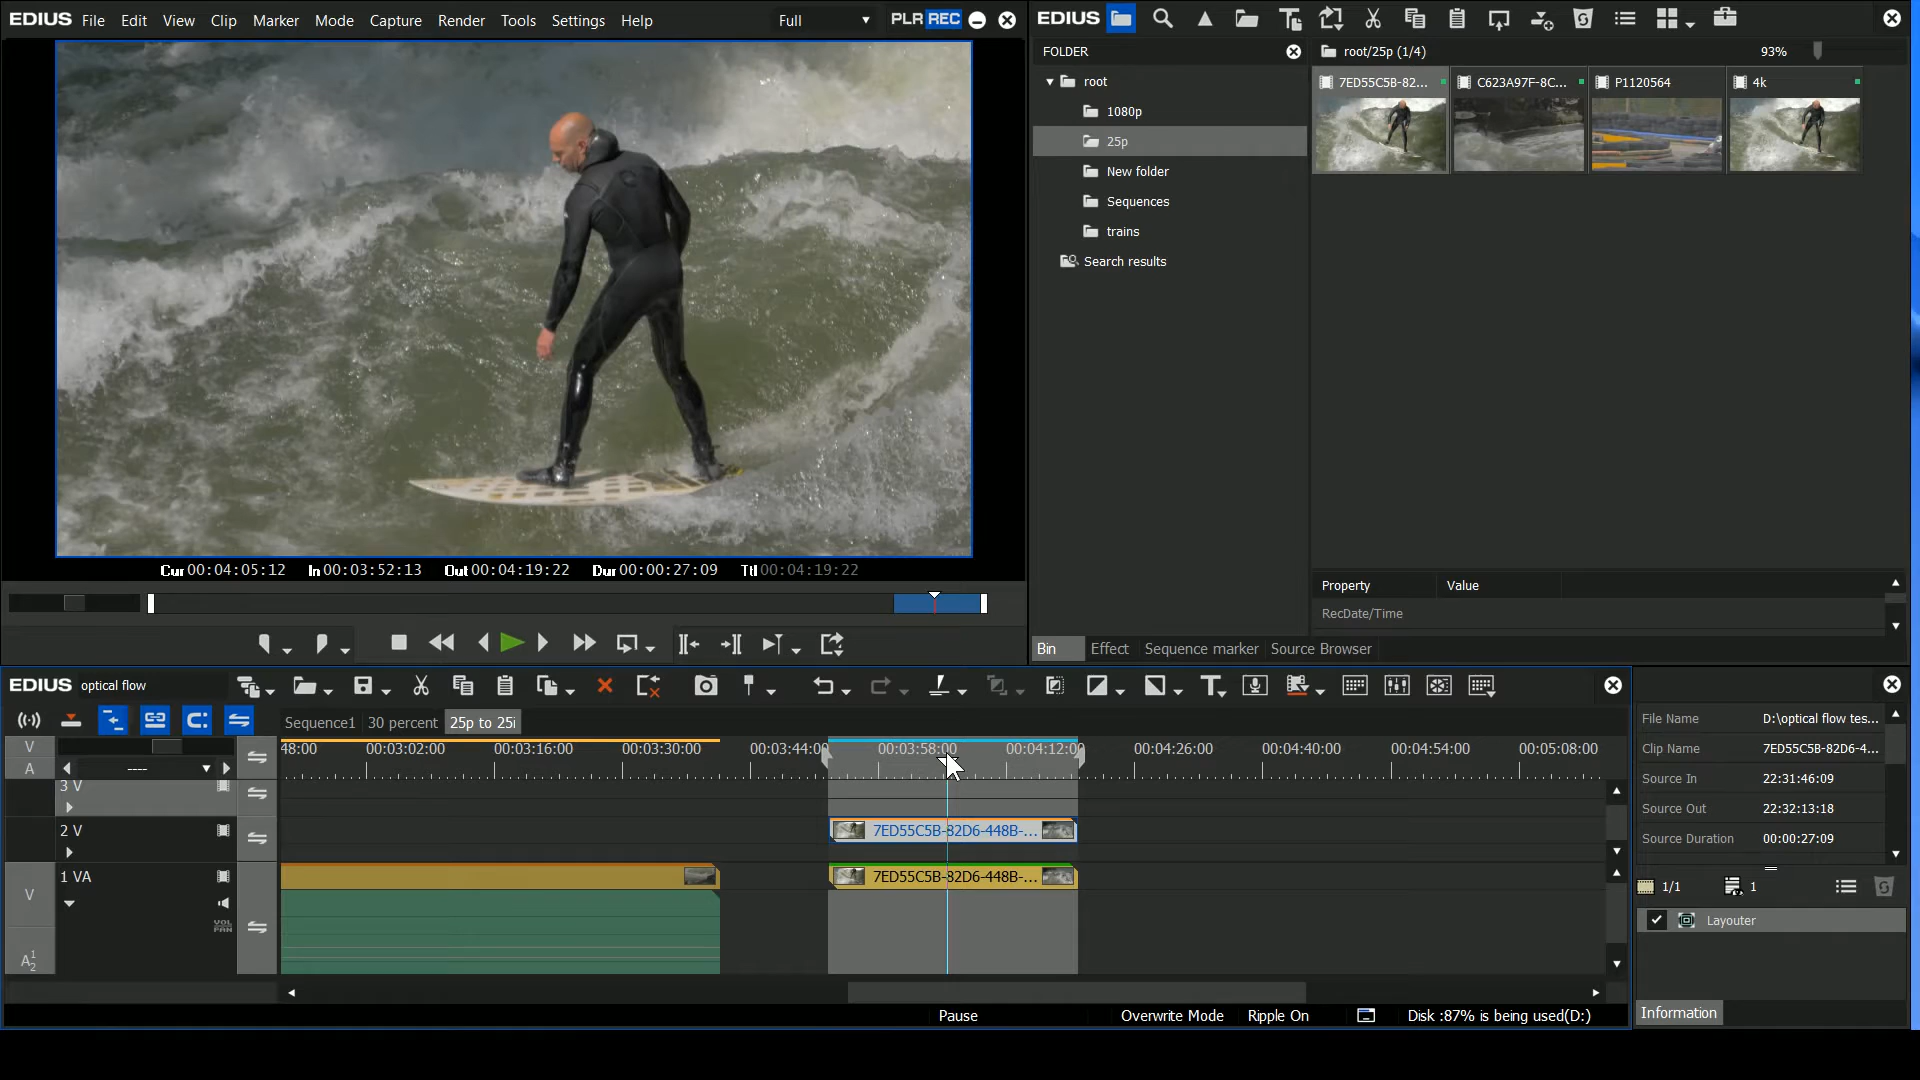 EDIUS File Edit View Clip Marker Mode Capture Render Tools Settings Help Full PLR REC
Cur 00:04:05:12 In 00:03:52:13 Out 00:04:19:22 Dur 00:00:27:09 Ttl 00:04:19:22
EDIUS
FOLDER
root
1080p
25p
New folder
Sequences
trains
Search results
root/25p (1/4) 93%
7ED55C5B-82... C623A97F-8C... P1120564 4k
Property Value
RecDate/Time
Bin Effect Sequence marker Source Browser
EDIUS optical flow
Sequence1 30 percent 25p to 25i
V 48:00 00:03:02:00 00:03:16:00 00:03:30:00 00:03:44:00 00:03:58:00 00:04:12:00 00:04:26:00 00:04:40:00 00:04:54:00 00:05:08:00
A ----
3 V
2 V 7ED55C5B-82D6-448B-...
1 VA 7ED55C5B-82D6-448B-...
V
VOL
PAN
A 1 2
Pause Overwrite Mode Ripple On Disk :87% is being used(D:)
File Name D:\optical flow tes...
Clip Name 7ED55C5B-82D6-4...
Source In 22:31:46:09
Source Out 22:32:13:18
Source Duration 00:00:27:09
1/1 1
Layouter
Information